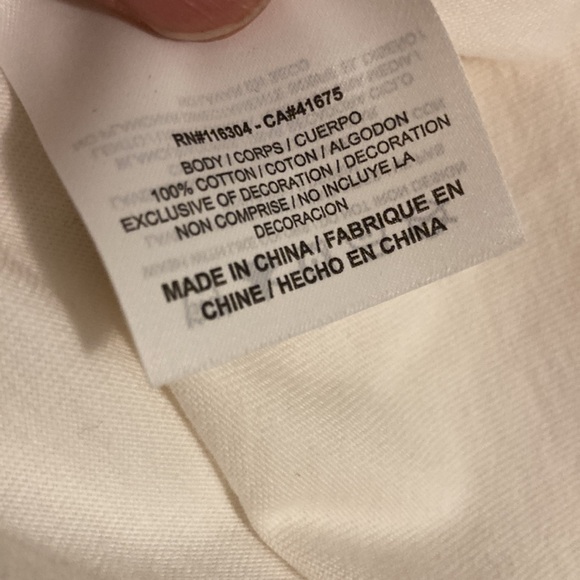 RN#116304 - CA#41675
BODY / CORPS / CUERPO
100% COTTON / COTON / ALGODON
EXCLUSIVE OF DECORATION / DECORATION
NON COMPRISE / NO INCLUYE LA
DECORACION
MADE IN CHINA / FABRIQUE EN
CHINE / HECHO EN CHINA